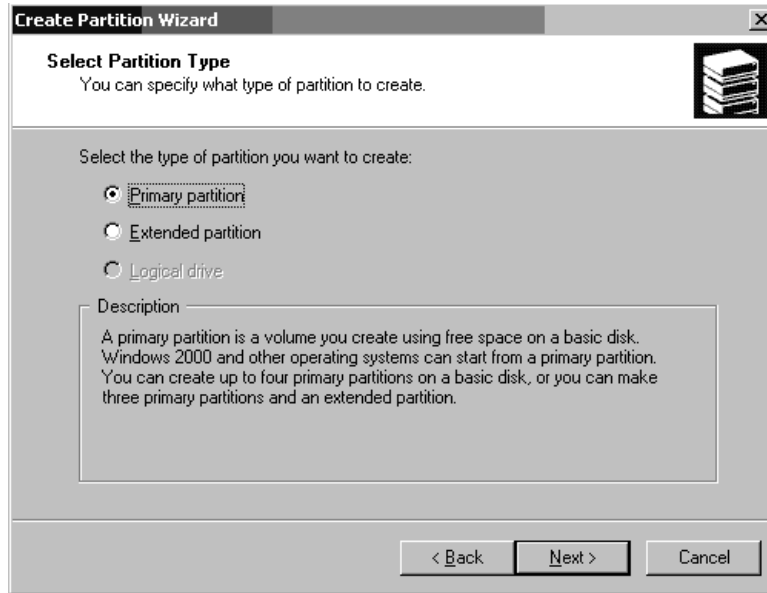 Create Partition Wizard
Select Partition Type
You can specify what type of partition to create.
Select the type of partition you want to create:
Primary partition
Extended partition
Logical drive
Description
A primary partition is a volume you create using free space on a basic disk.
Windows 2000 and other operating systems can start from a primary partition.
You can create up to four primary partitions on a basic disk, or you can make
three primary partitions and an extended partition.
< Back
Next >
Cancel